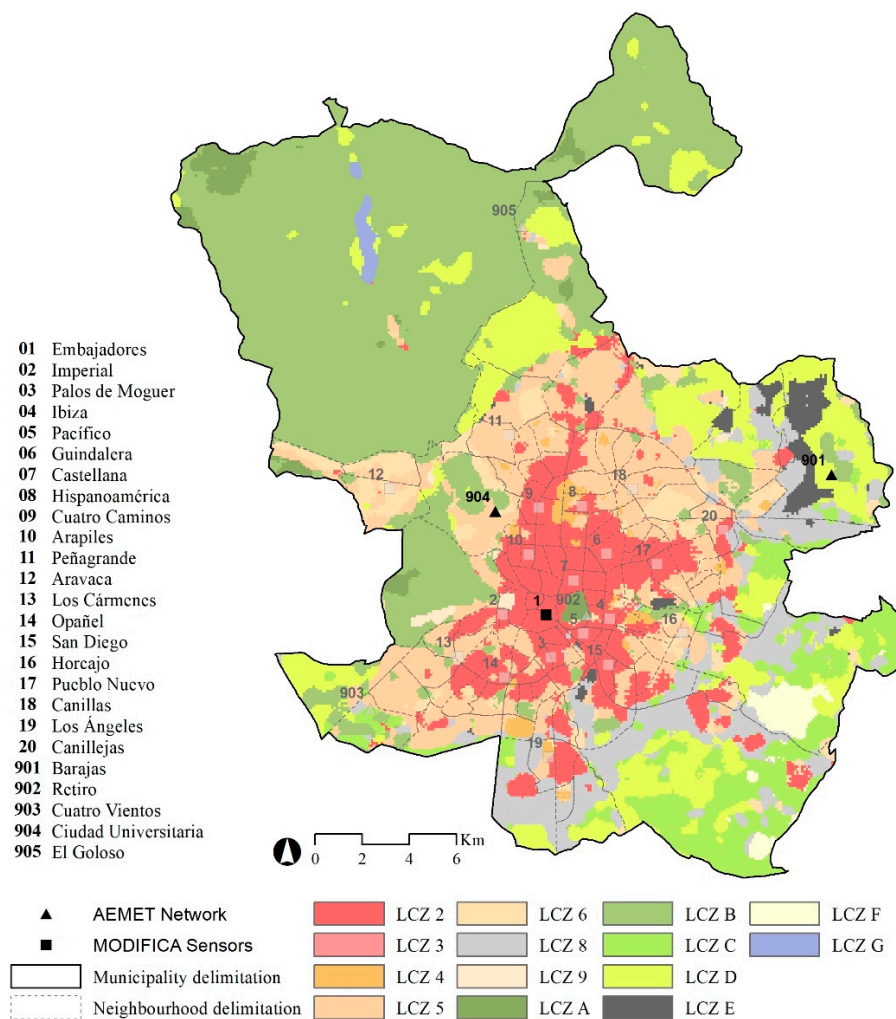 905
901
904
903
902
12
11
18
9
8
10
6
17
20
7
2
1
4
5
16
13
3
14
15
19
01 Embajadores
02 Imperial
03 Palos de Moguer
04 Ibiza
05 Pacífico
06 Guindalera
07 Castellana
08 Hispanoamérica
09 Cuatro Caminos
10 Arapiles
11 Peñagrande
12 Aravaca
13 Los Cármenes
14 Opañel
15 San Diego
16 Horcajo
17 Pueblo Nuevo
18 Canillas
19 Los Ángeles
20 Canillejas
901 Barajas
902 Retiro
903 Cuatro Vientos
904 Ciudad Universitaria
905 El Goloso
Km
0 2 4 6
AEMET Network
MODIFICA Sensors
Municipality delimitation
Neighbourhood delimitation
LCZ 2
LCZ 3
LCZ 4
LCZ 5
LCZ 6
LCZ 8
LCZ 9
LCZ A
LCZ B
LCZ C
LCZ D
LCZ E
LCZ F
LCZ G